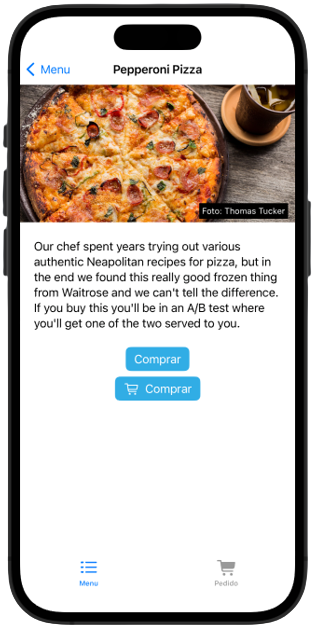 Menu
Pepperoni Pizza
Foto: Thomas Tucker
Our chef spent years trying out various
authentic Neapolitan recipes for pizza, but in
the end we found this really good frozen thing
from Waitrose and we can't tell the difference.
If you buy this you'll be in an A/B test where
you'll get one of the two served to you.
Comprar
Comprar
Menu
Pedido